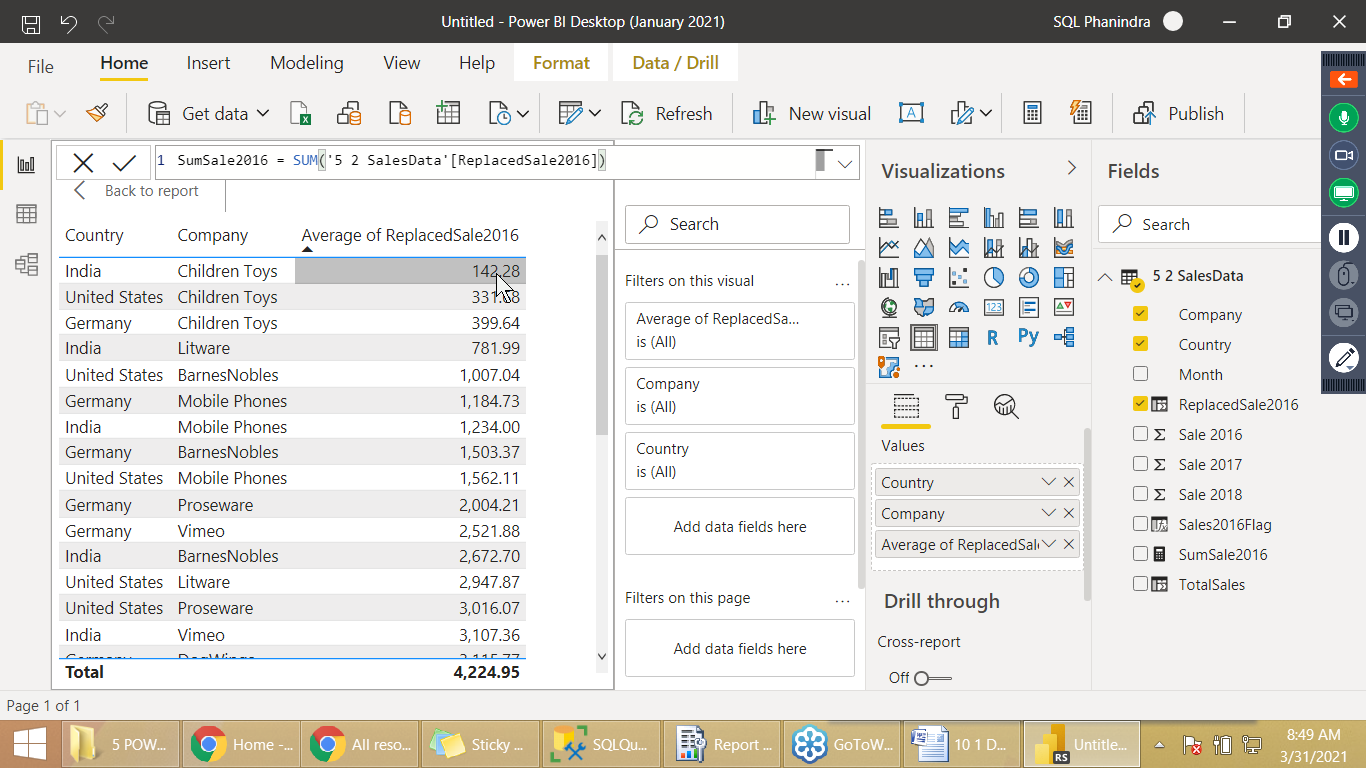 Untitled - Power BI Desktop (January 2021)
SQL Phanindra
File
Home
Insert
Modeling
View
Help
Format
Data / Drill
Get data
Refresh
New visual
Publish
1 SumSale2016 = SUM('5 2 SalesData'[ReplacedSale2016])
Back to report
Country Company Average of ReplacedSale2016
India Children Toys 142.28
United States Children Toys
Germany Children Toys 399.64
India Litware 781.99
United States BarnesNobles 1,007.04
Germany Mobile Phones 1,184.73
India Mobile Phones 1,234.00
Germany BarnesNobles 1,503.37
United States Mobile Phones 1,562.11
Germany Proseware 2,004.21
Germany Vimeo 2,521.88
India BarnesNobles 2,672.70
United States Litware 2,947.87
United States Proseware 3,016.07
India Vimeo 3,107.36
Total 4,224.95
Page 1 of 1
Search
Filters on this visual ...
Average of ReplacedSa...
is (All)
Company
is (All)
Country
is (All)
Add data fields here
Filters on this page ...
Add data fields here
Visualizations
123
R
Py
...
Values
Country
Company
Average of ReplacedSal
Drill through
Cross-report
Off
Fields
Search
5 2 SalesData
Company
Country
Month
ReplacedSale2016
Σ Sale 2016
Σ Sale 2017
Σ Sale 2018
Sales2016Flag
SumSale2016
TotalSales
5 POW...
Home -...
All reso...
Sticky ...
SQLQu...
Report ...
GoToW...
10 1 D...
RS
Untitle...
8:49 AM
3/31/2021